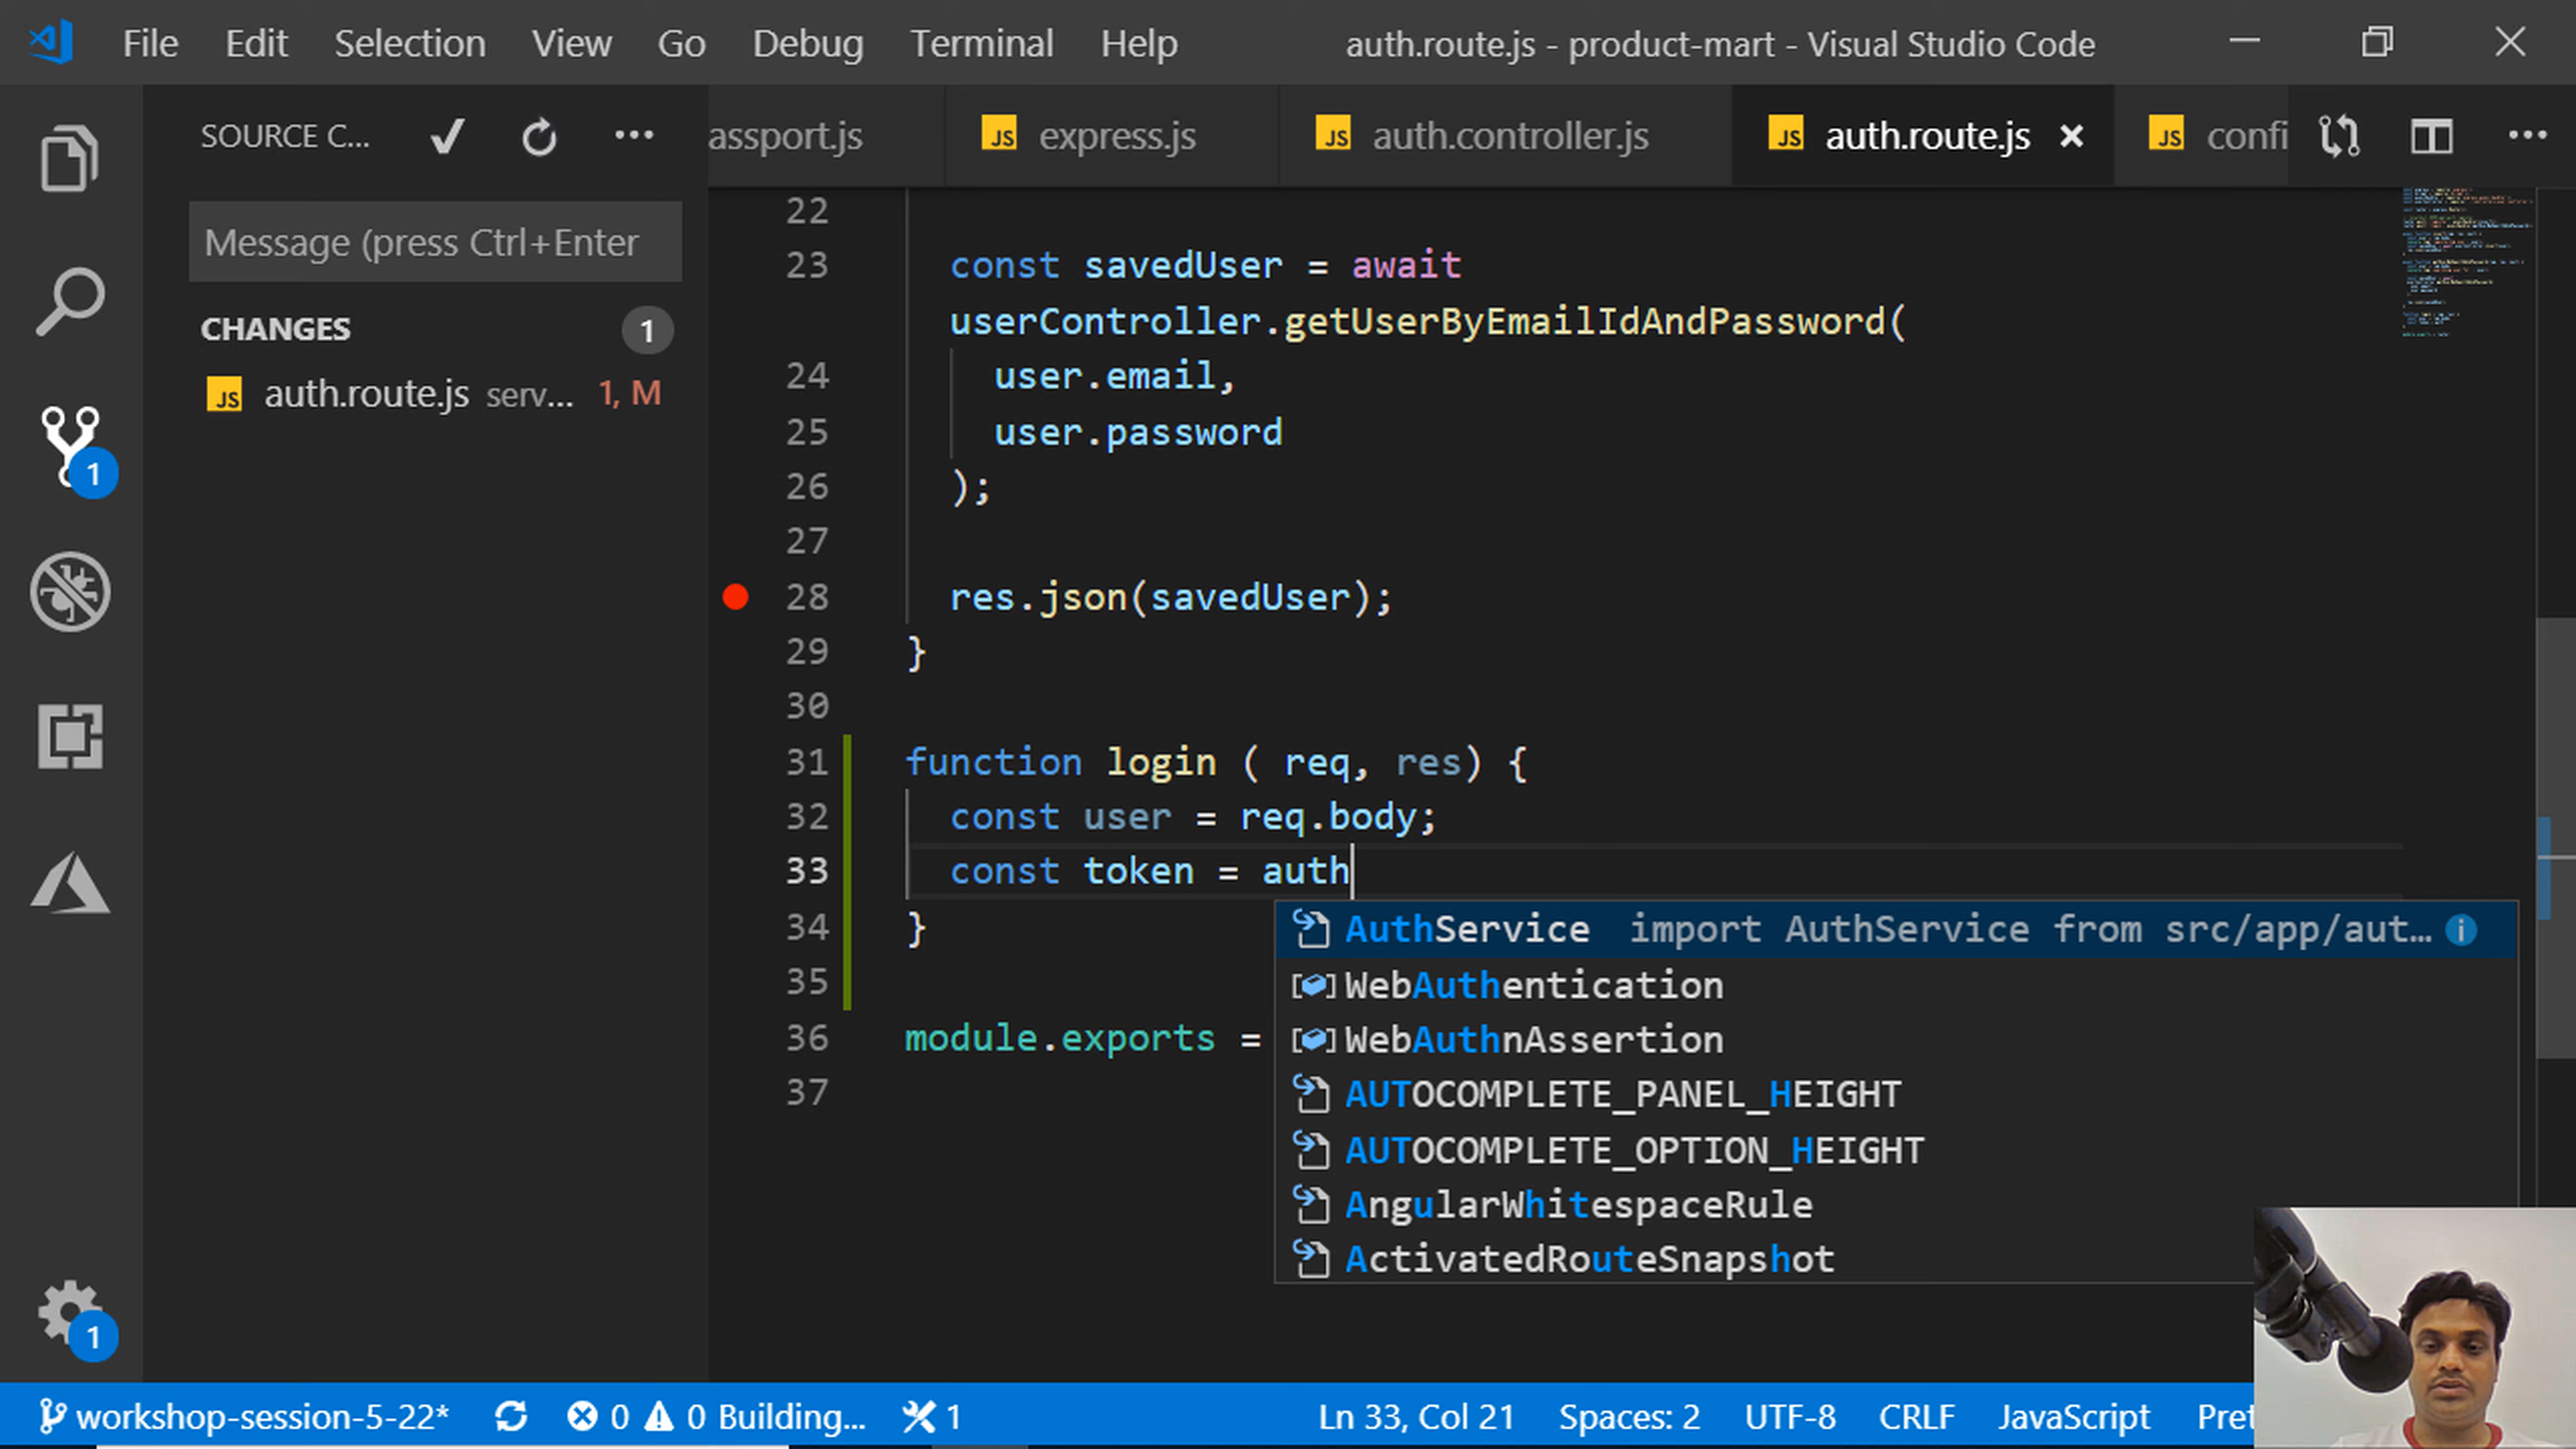 File Edit Selection View Go Debug Terminal Help auth.route.js - product-mart - Visual Studio Code
SOURCE C...
assport.js
JS express.js
JS auth.controller.js
JS auth.route.js
JS confi
Message (press Ctrl+Enter
CHANGES 1
JS auth.route.js serv... 1, M
1
1
22
23 const savedUser = await
userController.getUserByEmailIdAndPassword(
24 user.email,
25 user.password
26 );
27
28 res.json(savedUser);
29 }
30
31 function login ( req, res) {
32 const user = req.body;
33 const token = auth
34 }
35
36 module.exports =
37
AuthService import AuthService from src/app/aut...
WebAuthentication
WebAuthnAssertion
AUTOCOMPLETE_PANEL_HEIGHT
AUTOCOMPLETE_OPTION_HEIGHT
AngularWhitespaceRule
ActivatedRouteSnapshot
workshop-session-5-22* 0 0 Building... 1 Ln 33, Col 21 Spaces: 2 UTF-8 CRLF JavaScript Pret